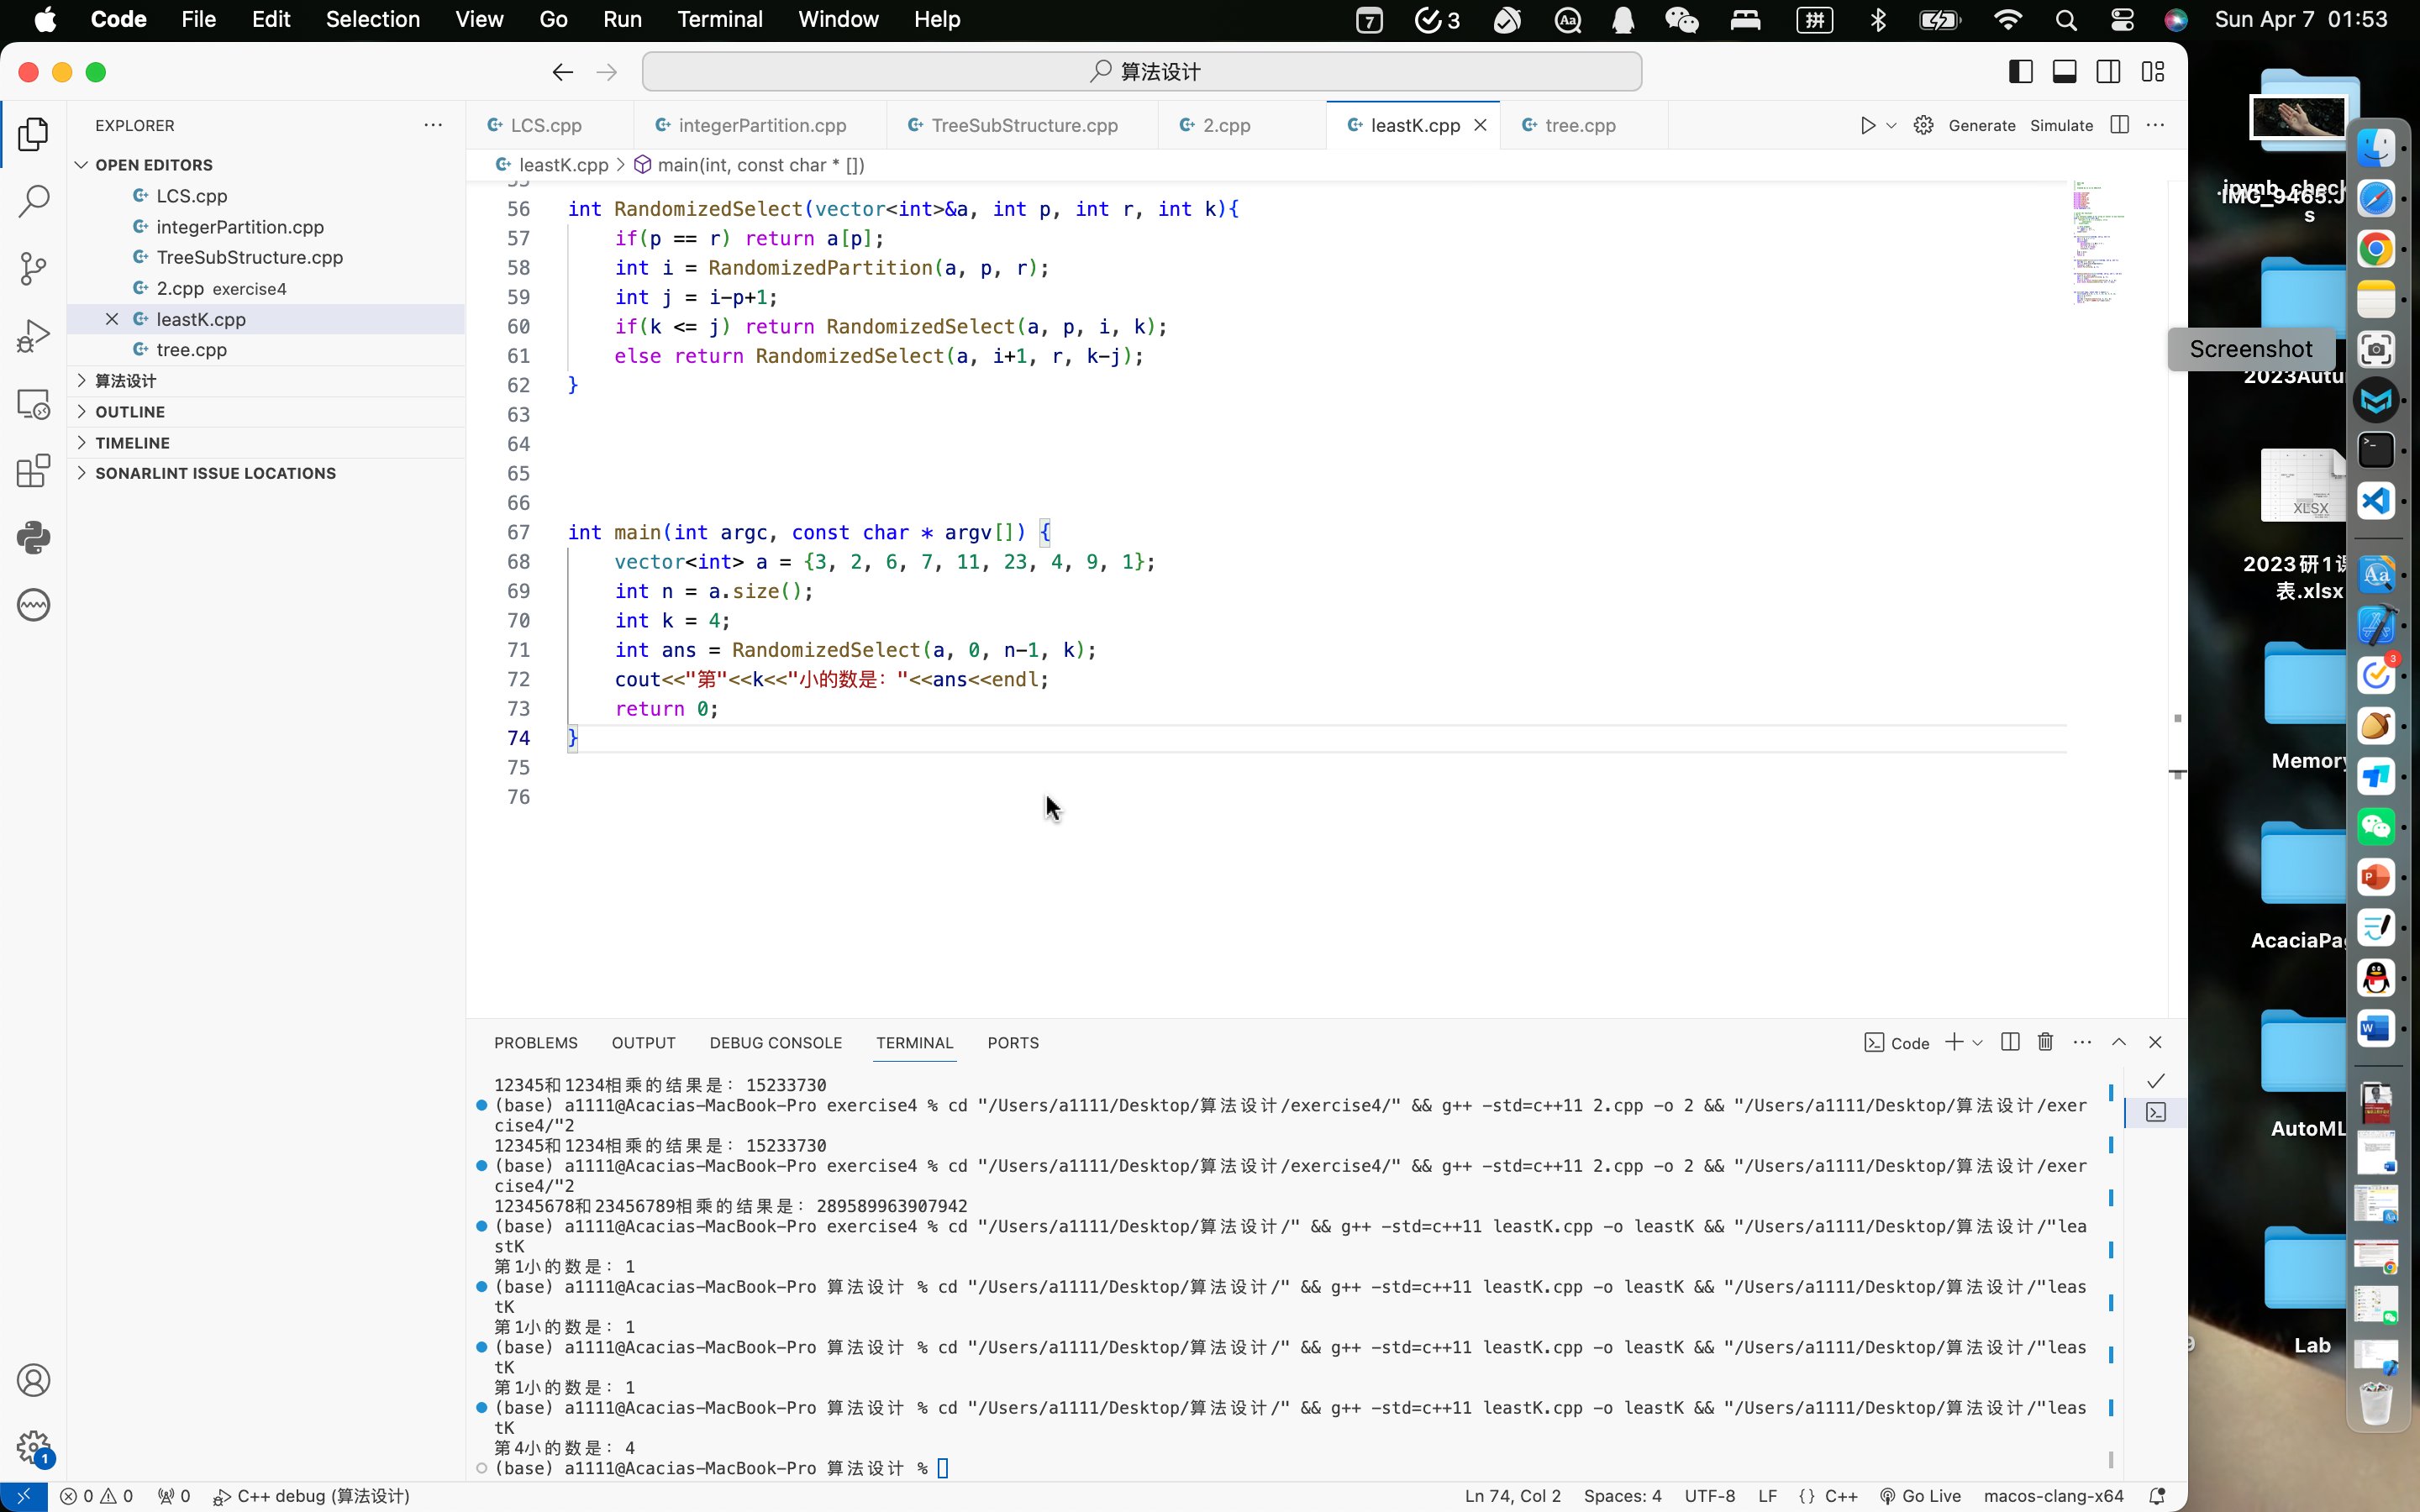 Code File Edit Selection View Go Run Terminal Window Help 7 3 Aa 拼 Sun Apr 7 01:53
算法设计
EXPLORER
OPEN EDITORS
LCS.cpp
integerPartition.cpp
TreeSubStructure.cpp
2.cpp exercise4
leastK.cpp
tree.cpp
算法设计
OUTLINE
TIMELINE
SONARLINT ISSUE LOCATIONS
LCS.cpp integerPartition.cpp TreeSubStructure.cpp 2.cpp leastK.cpp tree.cpp Generate Simulate
leastK.cpp > main(int, const char * [])
56 int RandomizedSelect(vector<int>&a, int p, int r, int k){
57 if(p == r) return a[p];
58 int i = RandomizedPartition(a, p, r);
59 int j = i-p+1;
60 if(k <= j) return RandomizedSelect(a, p, i, k);
61 else return RandomizedSelect(a, i+1, r, k-j);
62 }
63
64
65
66
67 int main(int argc, const char * argv[]) {
68 vector<int> a = {3, 2, 6, 7, 11, 23, 4, 9, 1};
69 int n = a.size();
70 int k = 4;
71 int ans = RandomizedSelect(a, 0, n-1, k);
72 cout<<"第"<<k<<"小的数是："<<ans<<endl;
73 return 0;
74 }
75
76
PROBLEMS OUTPUT DEBUG CONSOLE TERMINAL PORTS Code
12345和1234相乘的结果是：15233730
(base) a1111@Acacias-MacBook-Pro exercise4 % cd "/Users/a1111/Desktop/算法设计/exercise4/" && g++ -std=c++11 2.cpp -o 2 && "/Users/a1111/Desktop/算法设计/exer
cise4/"2
12345和1234相乘的结果是：15233730
(base) a1111@Acacias-MacBook-Pro exercise4 % cd "/Users/a1111/Desktop/算法设计/exercise4/" && g++ -std=c++11 2.cpp -o 2 && "/Users/a1111/Desktop/算法设计/exer
cise4/"2
12345678和23456789相乘的结果是：289589963907942
(base) a1111@Acacias-MacBook-Pro exercise4 % cd "/Users/a1111/Desktop/算法设计/" && g++ -std=c++11 leastK.cpp -o leastK && "/Users/a1111/Desktop/算法设计/"lea
stK
第1小的数是：1
(base) a1111@Acacias-MacBook-Pro 算法设计 % cd "/Users/a1111/Desktop/算法设计/" && g++ -std=c++11 leastK.cpp -o leastK && "/Users/a1111/Desktop/算法设计/"leas
tK
第1小的数是：1
(base) a1111@Acacias-MacBook-Pro 算法设计 % cd "/Users/a1111/Desktop/算法设计/" && g++ -std=c++11 leastK.cpp -o leastK && "/Users/a1111/Desktop/算法设计/"leas
tK
第1小的数是：1
(base) a1111@Acacias-MacBook-Pro 算法设计 % cd "/Users/a1111/Desktop/算法设计/" && g++ -std=c++11 leastK.cpp -o leastK && "/Users/a1111/Desktop/算法设计/"leas
tK
第4小的数是：4
(base) a1111@Acacias-MacBook-Pro 算法设计 %
1
0 0 0 C++ debug (算法设计) Ln 74, Col 2 Spaces: 4 UTF-8 LF {} C++ Go Live macos-clang-x64
Screenshot
XLSX
2023研1课
表.xlsx
Memory
AcaciaPa
AutoML
Lab
3